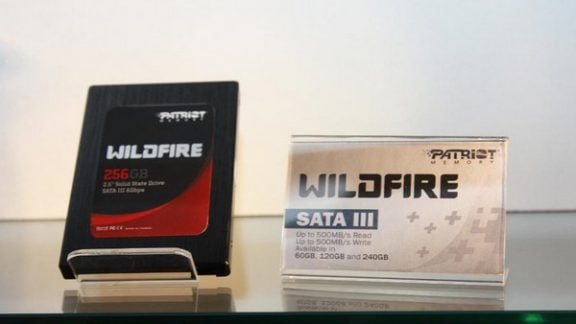 PATRIOT
MEMORY
WILDFIRE
256GB
2.5" Solid State Drive
SATA III 6Gbps
PATRIOT
MEMORY
WILDFIRE
SATA III
Up to 500MB/s Read
Up to 500MB/s Write
Available in
60GB, 120GB and 240GB.